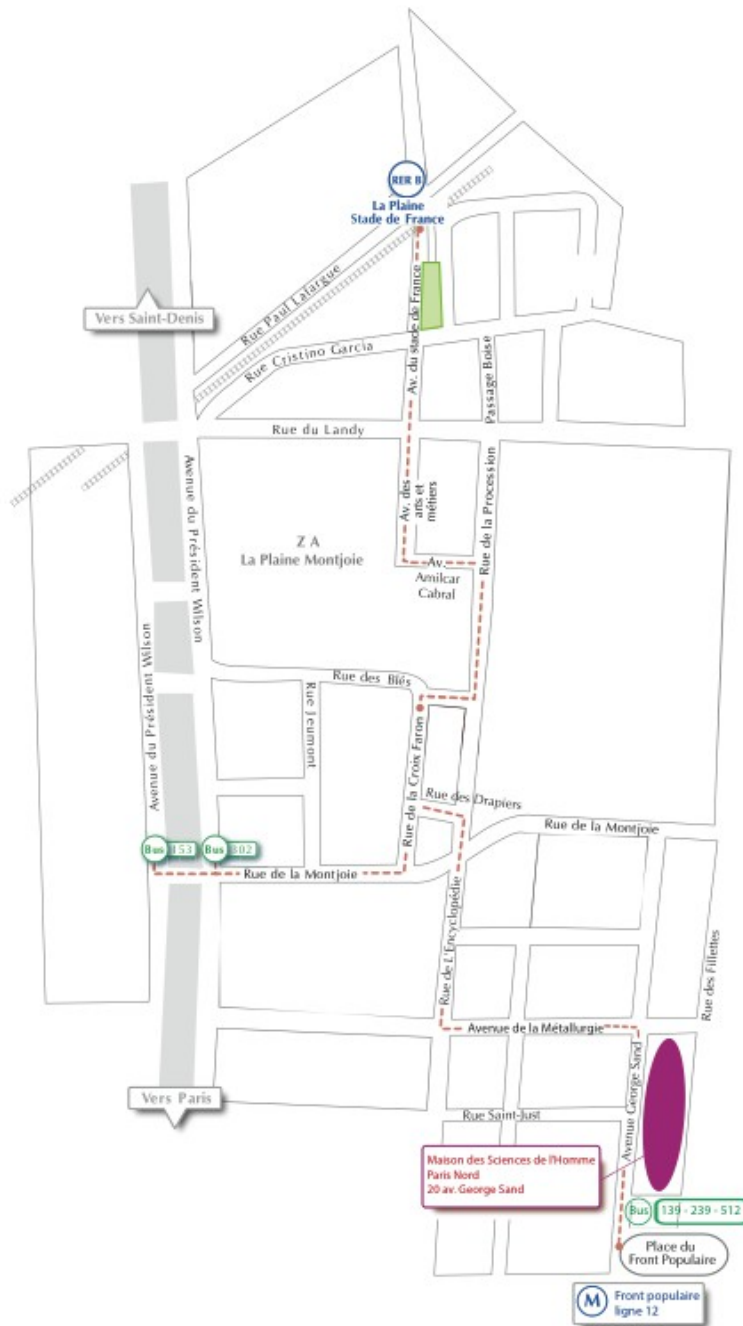 RER B
La Plaine
Stade de France
Vers Saint-Denis
Rue Paul Lafargue
Rue Cristino Garcia
Av. du stade de France
Passage Boise
Rue du Landy
Avenue du Président Wilson
Av. des
arts et
métiers
Rue de la Procession
Z A
La Plaine Montjoie
Av.
Amilcar
Cabral
Avenue du Président Wilson
Rue des Blés
Rue Jeumont
Rue de la Croix Faron
Rue des Drapiers
Rue de la Montjoie
Bus 153
Bus 302
Rue de la Montjoie
Rue de L'Encyclopédie
Rue des Fillettes
Avenue de la Métallurgie
Avenue George Sand
Vers Paris
Rue Saint-Just
Maison des Sciences de l'Homme
Paris Nord
20 av. George Sand
Bus 139 - 239 - 512
Place du
Front Populaire
M Front populaire
ligne 12